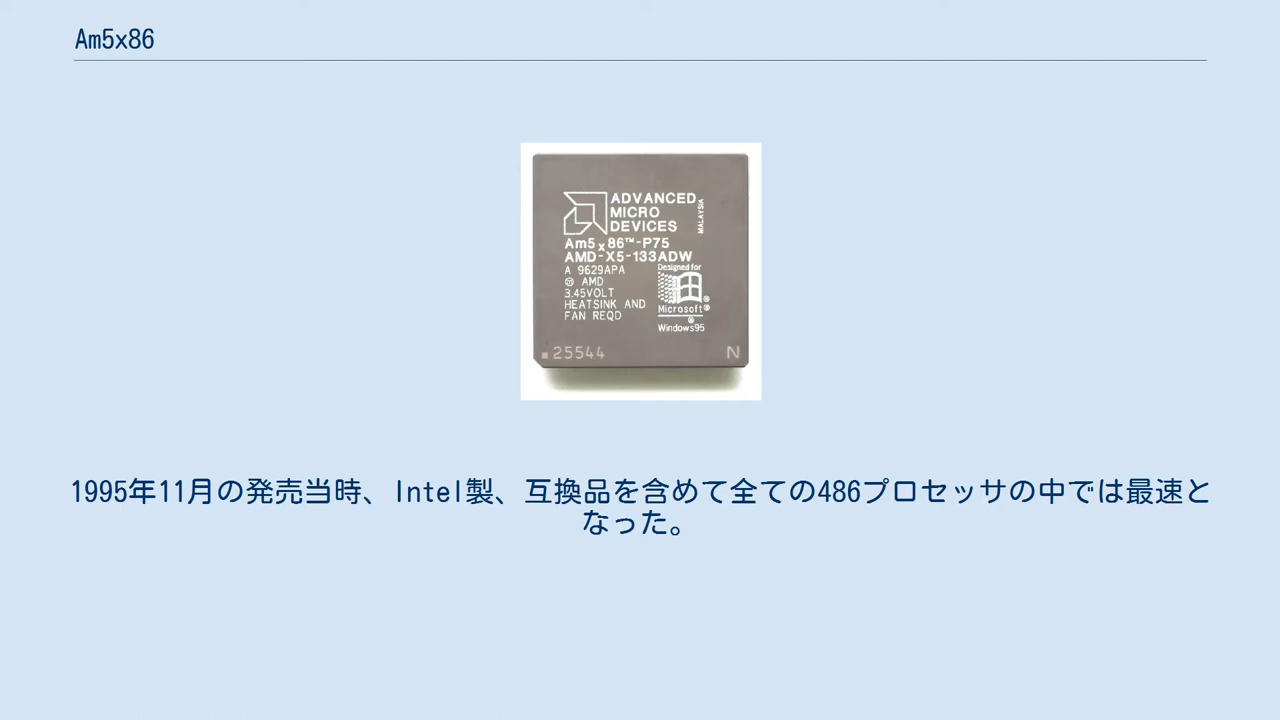 Am5x86
ADVANCED
MICRO
DEVICES
MALAYSIA
Am5x86™-P75
AMD-X5-133ADW
A 9629APA
Ⓜ AMD
3.45VOLT
HEATSINK AND
FAN REQD
Designed for
Microsoft®
®
Windows95
25544
N
1995年11月の発売当時、Intel製、互換品を含めて全ての486プロセッサの中では最速と
なった。